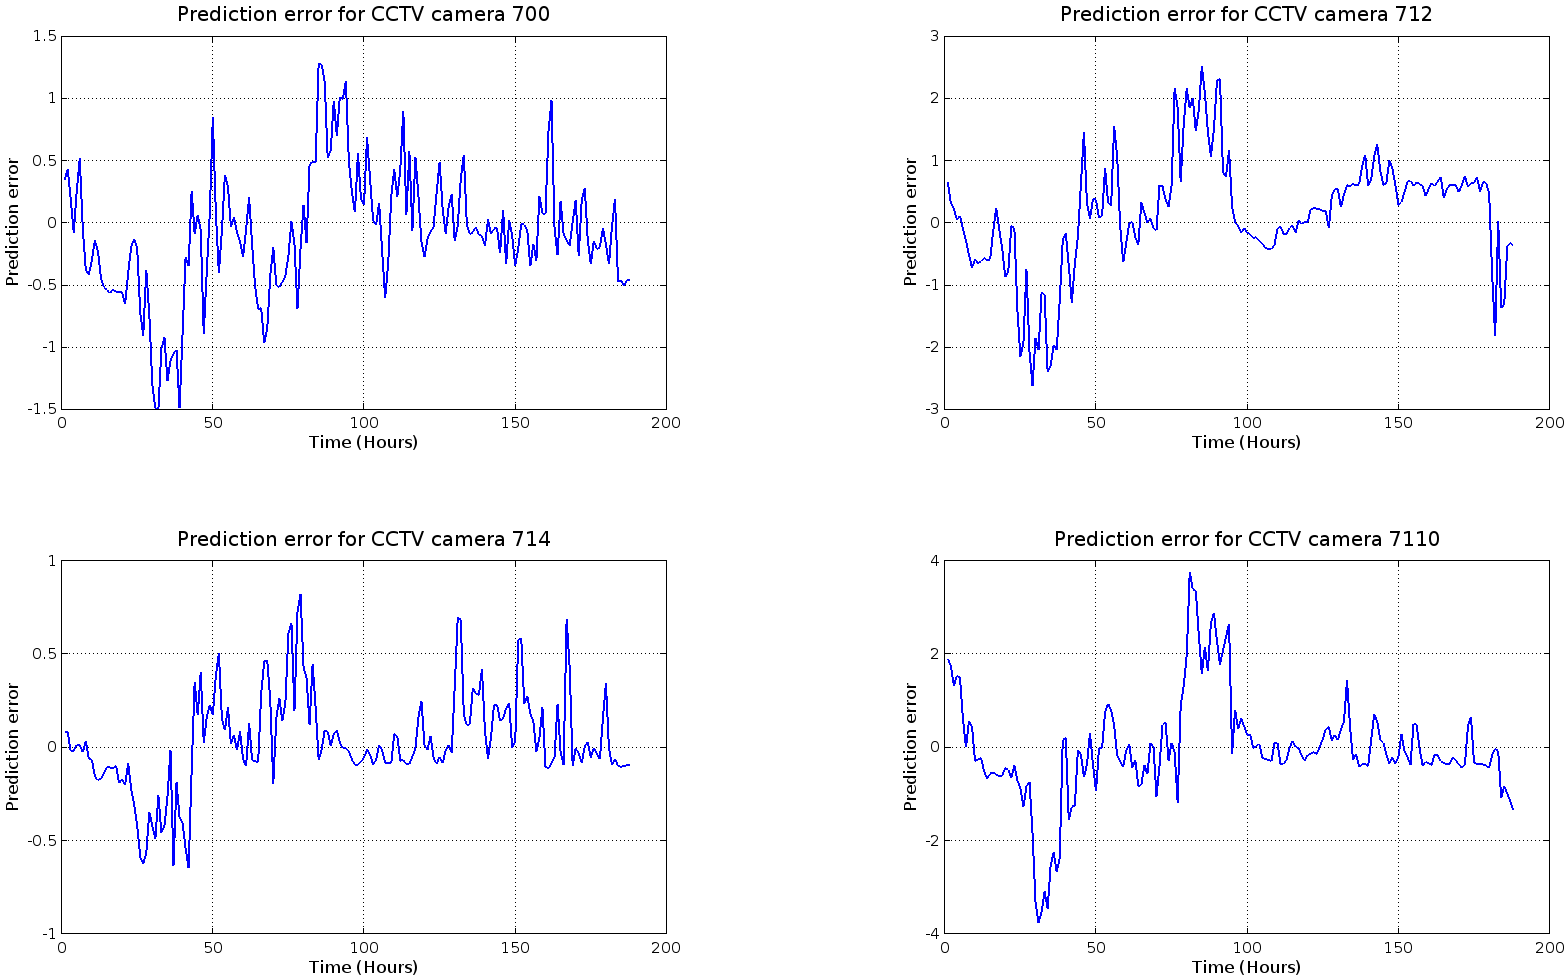 Prediction error for CCTV camera 700
1.5
1
0.5
0
-0.5
-1
-1.5
Prediction error
0 50 100 150 200
Time (Hours)
Prediction error for CCTV camera 712
3
2
1
0
-1
-2
-3
Prediction error
0 50 100 150 200
Time (Hours)
Prediction error for CCTV camera 714
1
0.5
0
-0.5
-1
Prediction error
0 50 100 150 200
Time (Hours)
Prediction error for CCTV camera 7110
4
2
0
-2
-4
Prediction error
0 50 100 150 200
Time (Hours)